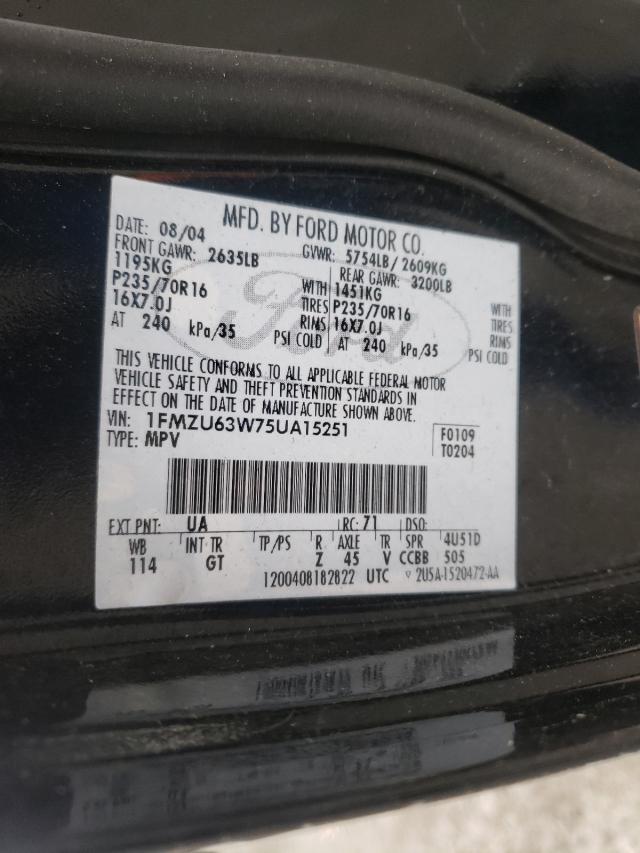 MFD. BY FORD MOTOR CO.
DATE: 08/04 GVWR: 5754LB / 2609KG
FRONT GAWR: 2635LB REAR GAWR: 3200LB
1195KG WITH 1451KG WITH
P235/70R16 TIRES P235/70R16 TIRES
16X7.0J RIMS 16X7.0J RIMS
AT 240 kPa/35 PSI COLD AT 240 kPa/35 PSI COLD
Ford
THIS VEHICLE CONFORMS TO ALL APPLICABLE FEDERAL MOTOR
VEHICLE SAFETY AND THEFT PREVENTION STANDARDS IN
EFFECT ON THE DATE OF MANUFACTURE SHOWN ABOVE.
VIN: 1FMZU63W75UA15251 F0109
TYPE: MPV T0204
EXT PNT: UA RC: 71 DSO:
WB INT TR TP/PS R AXLE TR SPR 4U51D
114 GT Z 45 V CCBB 505
1200408182822 UTC 2U5A-1520472-AA